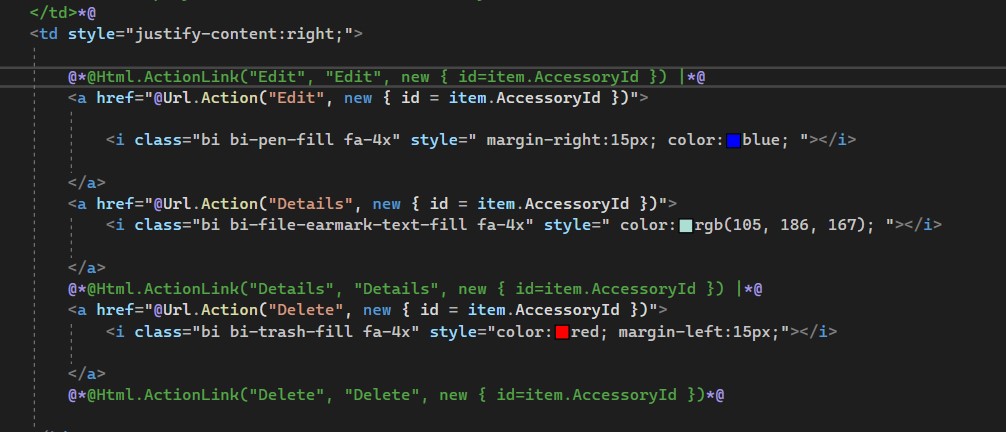 </td>*@
<td style="justify-content:right;">
@*@Html.ActionLink("Edit", "Edit", new { id=item.AccessoryId }) |*@
<a href="@Url.Action("Edit", new { id = item.AccessoryId })">
<i class="bi bi-pen-fill fa-4x" style=" margin-right:15px; color:blue; "></i>
</a>
<a href="@Url.Action("Details", new { id = item.AccessoryId })">
<i class="bi bi-file-earmark-text-fill fa-4x" style=" color:rgb(105, 186, 167); "></i>
</a>
@*@Html.ActionLink("Details", "Details", new { id=item.AccessoryId }) |*@
<a href="@Url.Action("Delete", new { id = item.AccessoryId })">
<i class="bi bi-trash-fill fa-4x" style="color:red; margin-left:15px;"></i>
</a>
@*@Html.ActionLink("Delete", "Delete", new { id=item.AccessoryId })*@